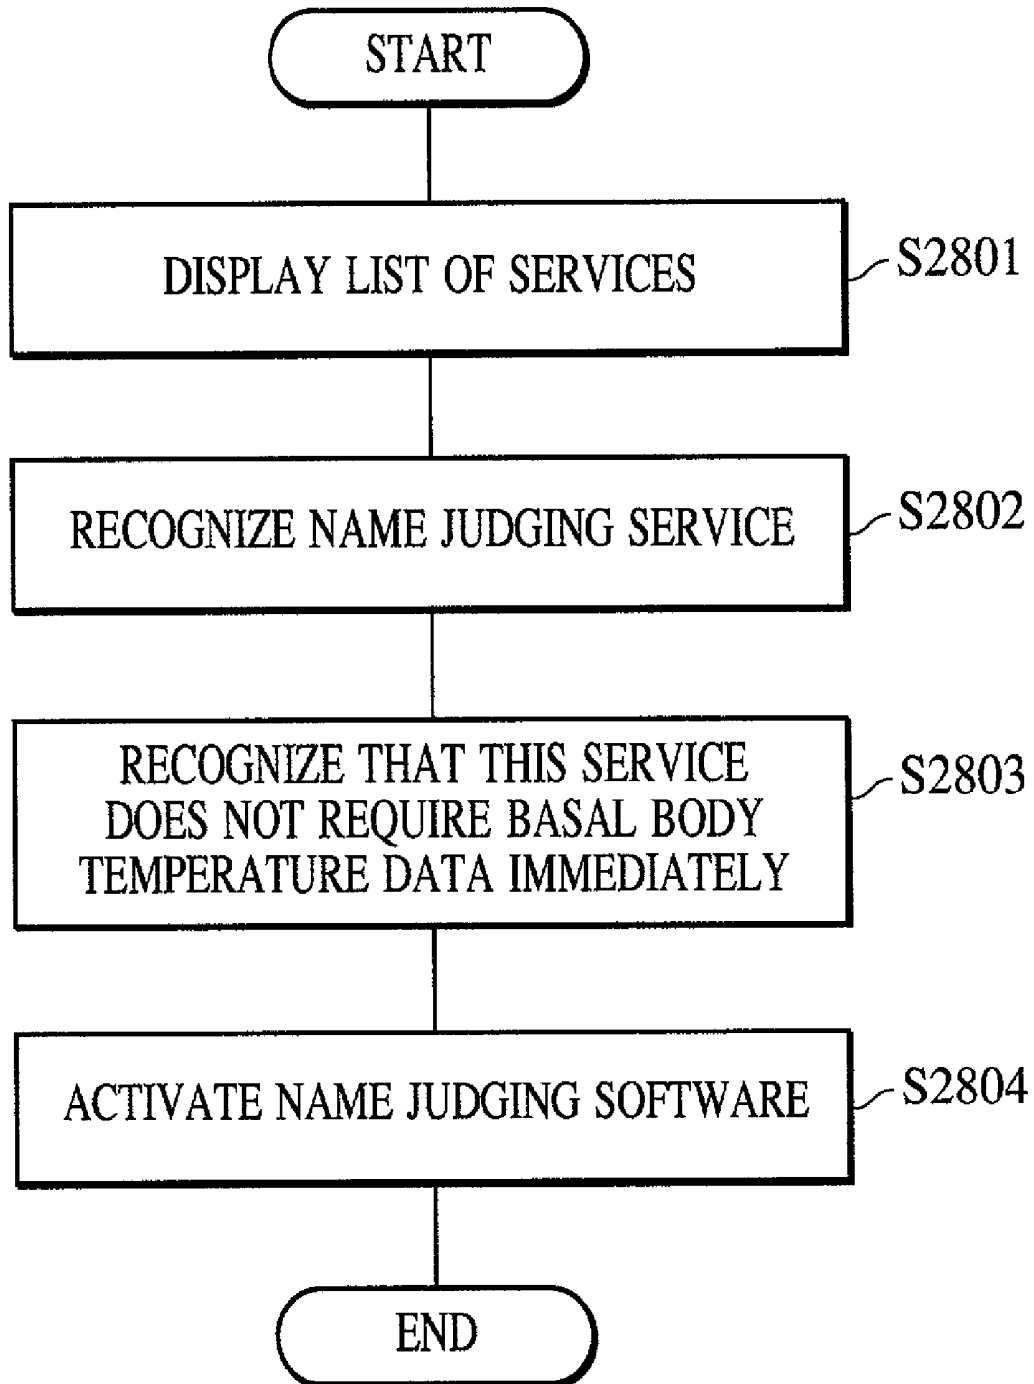 START
DISPLAY LIST OF SERVICES
S2801
RECOGNIZE NAME JUDGING SERVICE
S2802
RECOGNIZE THAT THIS SERVICE
DOES NOT REQUIRE BASAL BODY
TEMPERATURE DATA IMMEDIATELY
S2803
ACTIVATE NAME JUDGING SOFTWARE
S2804
END